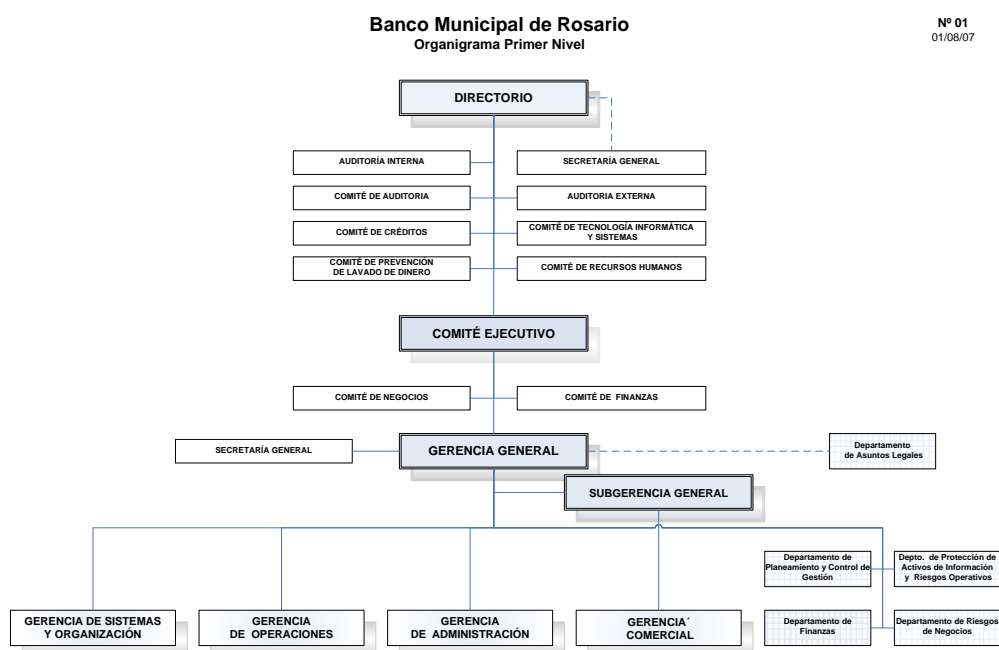 Banco Municipal de Rosario
Organigrama Primer Nivel
Nº 01
01/08/07
DIRECTORIO
AUDITORÍA INTERNA
SECRETARÍA GENERAL
COMITÉ DE AUDITORIA
AUDITORIA EXTERNA
COMITÉ DE CRÉDITOS
COMITÉ DE TECNOLOGÍA INFORMÁTICA
Y SISTEMAS
COMITÉ DE PREVENCIÓN
DE LAVADO DE DINERO
COMITÉ DE RECURSOS HUMANOS
COMITÉ EJECUTIVO
COMITÉ DE NEGOCIOS
COMITÉ DE FINANZAS
SECRETARÍA GENERAL
GERENCIA GENERAL
Departamento
de Asuntos Legales
SUBGERENCIA GENERAL
Departamento de
Planeamiento y Control de
Gestión
Depto. de Protección de
Activos de Información
y Riesgos Operativos
GERENCIA DE SISTEMAS
Y ORGANIZACIÓN
GERENCIA
DE OPERACIONES
GERENCIA
DE ADMINISTRACIÓN
GERENCIA´
COMERCIAL
Departamento de
Finanzas
Departamento de Riesgos
de Negocios